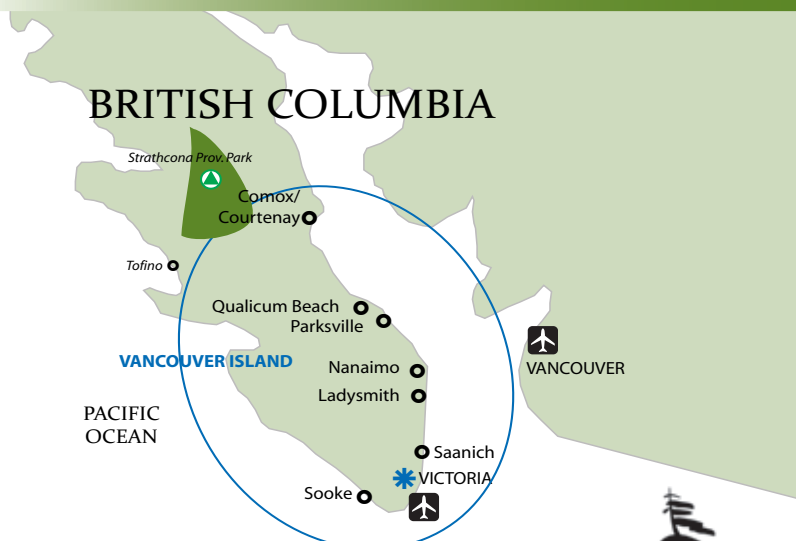 BRITISH COLUMBIA
Strathcona Prov. Park
Comox/
Courtenay
Tofino
Qualicum Beach
Parksville
VANCOUVER ISLAND
Nanaimo
VANCOUVER
Ladysmith
PACIFIC
OCEAN
Saanich
VICTORIA
Sooke